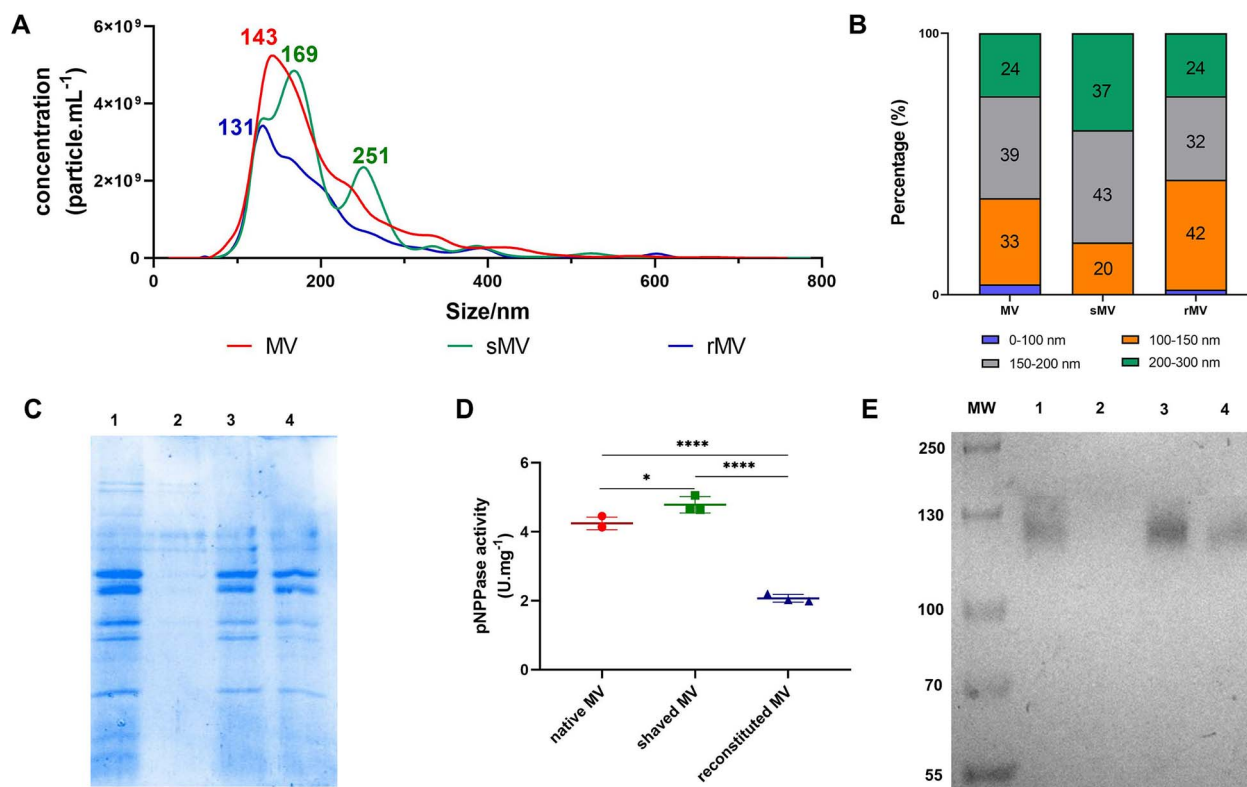 A
concentration
(particle.mL⁻¹)
6×10⁹
4×10⁹
2×10⁹
0
143
169
131
251
0 200 400 600 800
Size/nm
MV sMV rMV
B
Percentage (%)
100
0
24 37 24
39 43 32
33 20 42
MV sMV rMV
0-100 nm 100-150 nm
150-200 nm 200-300 nm
C
1 2 3 4
D
pNPPase activity
(U.mg⁻¹)
6
4
2
0
****
* ****
native MV
shaved MV
reconstituted MV
E
MW 1 2 3 4
250
130
100
70
55